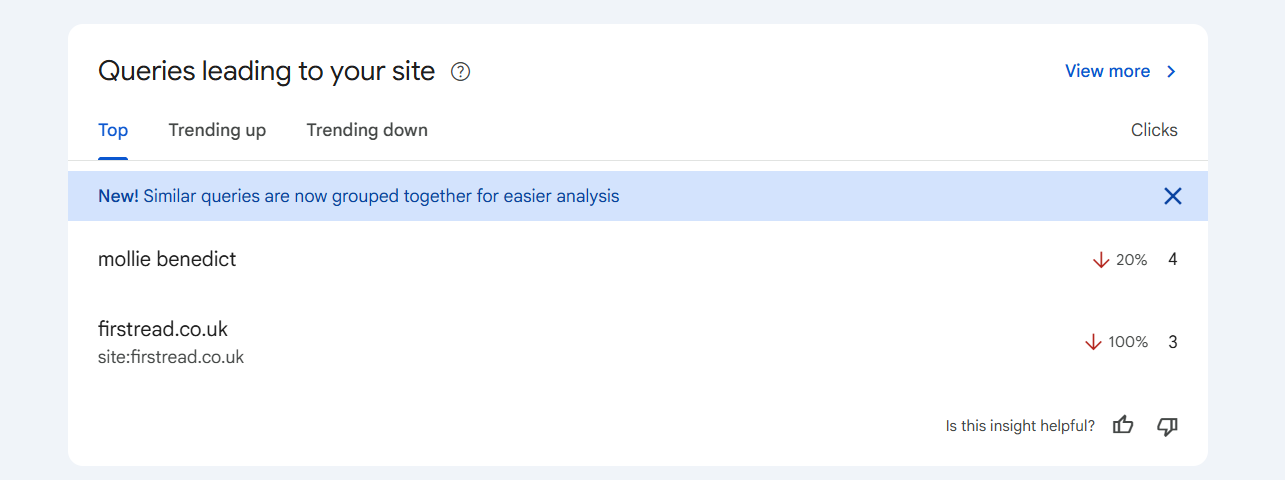 Queries leading to your site
View more
Top Trending up Trending down Clicks
New! Similar queries are now grouped together for easier analysis
mollie benedict 20% 4
firstread.co.uk
site:firstread.co.uk 100% 3
Is this insight helpful?